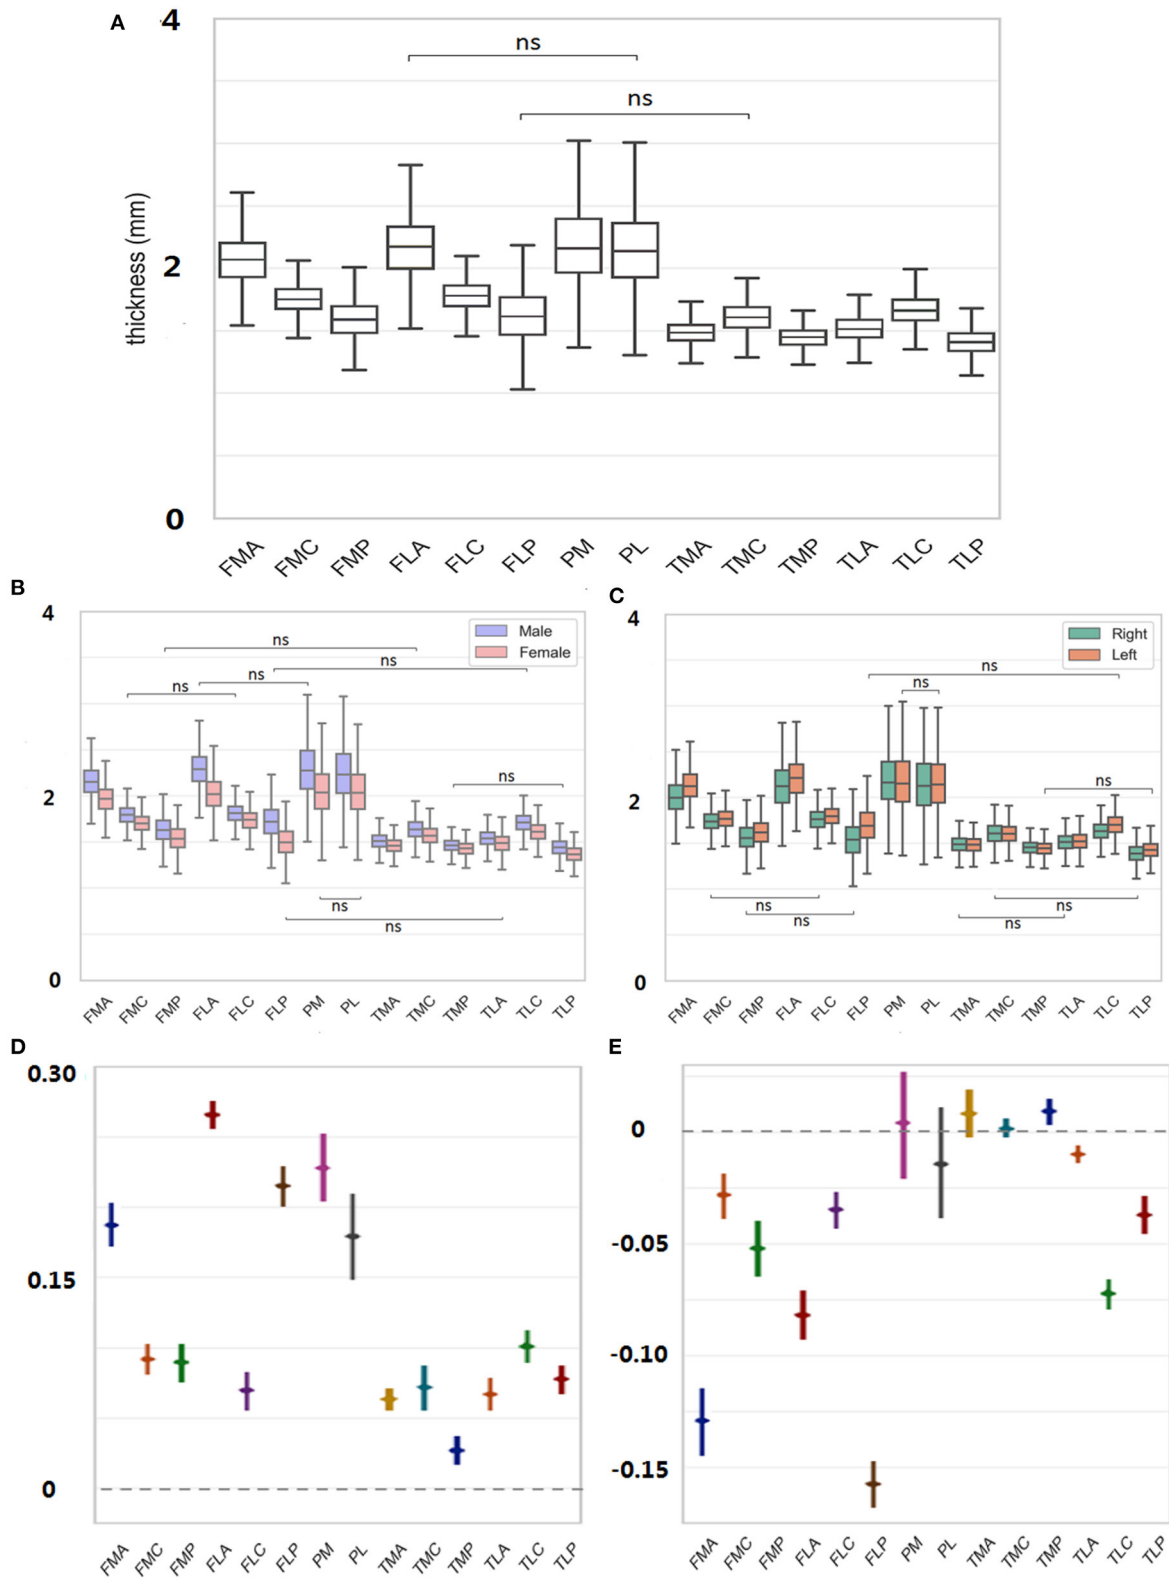 A
4
ns
ns
thickness (mm)
2
0
FMA FMC FMP FLA FLC FLP PM PL TMA TMC TMP TLA TLC TLP
B
4
Male
Female
ns
ns
ns
ns
ns
2
ns
ns
0
FMA FMC FMP FLA FLC FLP PM PL TMA TMC TMP TLA TLC TLP
C
4
Right
Left
ns
ns
ns
2
ns
ns
ns
ns
0
FMA FMC FMP FLA FLC FLP PM PL TMA TMC TMP TLA TLC TLP
D
0.30
0.15
0
FMA FMC FMP FLA FLC FLP PM PL TMA TMC TMP TLA TLC TLP
E
0
-0.05
-0.10
-0.15
FMA FMC FMP FLA FLC FLP PM PL TMA TMC TMP TLA TLC TLP